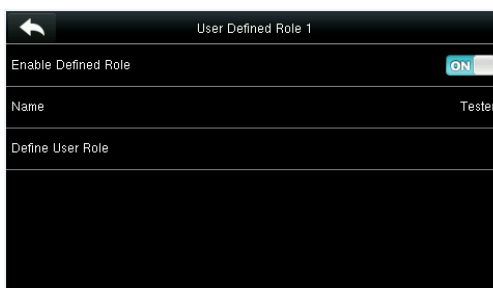 User Defined Role 1
Enable Defined Role ON
Name Tester
Define User Role